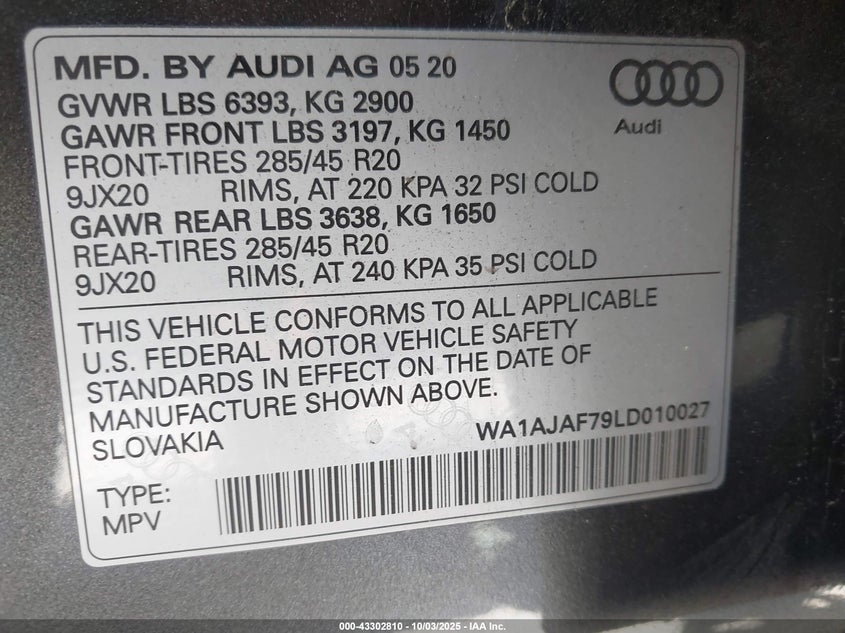 MFD. BY AUDI AG 05 20
GVWR LBS 6393, KG 2900
GAWR FRONT LBS 3197, KG 1450
FRONT-TIRES 285/45 R20
9JX20 RIMS, AT 220 KPA 32 PSI COLD
GAWR REAR LBS 3638, KG 1650
REAR-TIRES 285/45 R20
9JX20 RIMS, AT 240 KPA 35 PSI COLD
Audi
THIS VEHICLE CONFORMS TO ALL APPLICABLE
U.S. FEDERAL MOTOR VEHICLE SAFETY
STANDARDS IN EFFECT ON THE DATE OF
MANUFACTURE SHOWN ABOVE.
SLOVAKIA
WA1AJAF79LD010027
TYPE:
MPV
000-43302810 - 10/03/2025 - IAA Inc.